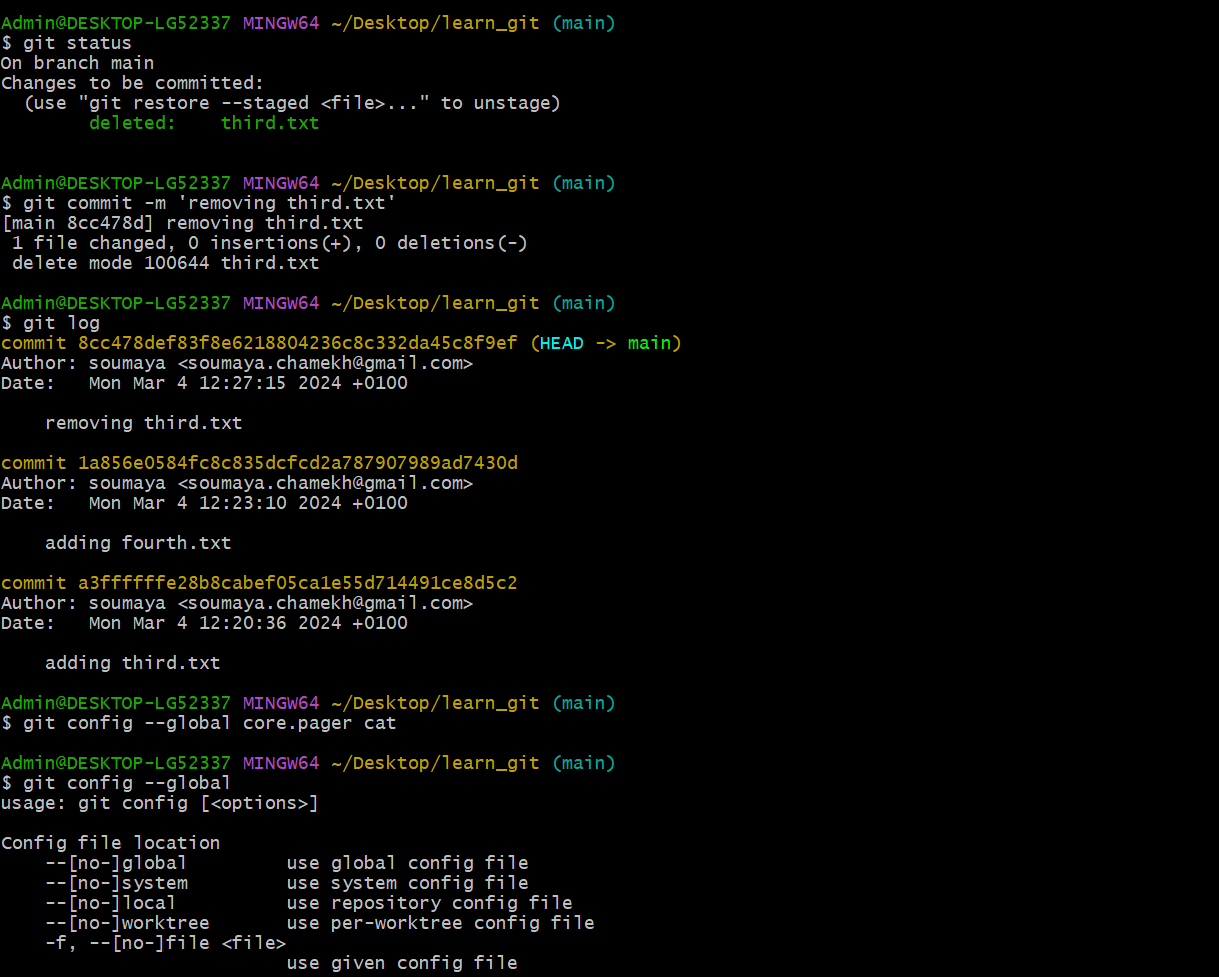 Admin@DESKTOP-LG52337 MINGW64 ~/Desktop/learn_git (main)
$ git status
On branch main
Changes to be committed:
  (use "git restore --staged <file>..." to unstage)
        deleted:    third.txt

Admin@DESKTOP-LG52337 MINGW64 ~/Desktop/learn_git (main)
$ git commit -m 'removing third.txt'
[main 8cc478d] removing third.txt
 1 file changed, 0 insertions(+), 0 deletions(-)
 delete mode 100644 third.txt

Admin@DESKTOP-LG52337 MINGW64 ~/Desktop/learn_git (main)
$ git log
commit 8cc478def83f8e6218804236c8c332da45c8f9ef (HEAD -> main)
Author: soumaya <soumaya.chamekh@gmail.com>
Date:   Mon Mar 4 12:27:15 2024 +0100

    removing third.txt

commit 1a856e0584fc8c835dcfcd2a787907989ad7430d
Author: soumaya <soumaya.chamekh@gmail.com>
Date:   Mon Mar 4 12:23:10 2024 +0100

    adding fourth.txt

commit a3ffffffe28b8cabef05ca1e55d714491ce8d5c2
Author: soumaya <soumaya.chamekh@gmail.com>
Date:   Mon Mar 4 12:20:36 2024 +0100

    adding third.txt

Admin@DESKTOP-LG52337 MINGW64 ~/Desktop/learn_git (main)
$ git config --global core.pager cat

Admin@DESKTOP-LG52337 MINGW64 ~/Desktop/learn_git (main)
$ git config --global
usage: git config [<options>]

Config file location
    --[no-]global         use global config file
    --[no-]system         use system config file
    --[no-]local          use repository config file
    --[no-]worktree       use per-worktree config file
    -f, --[no-]file <file>
                          use given config file